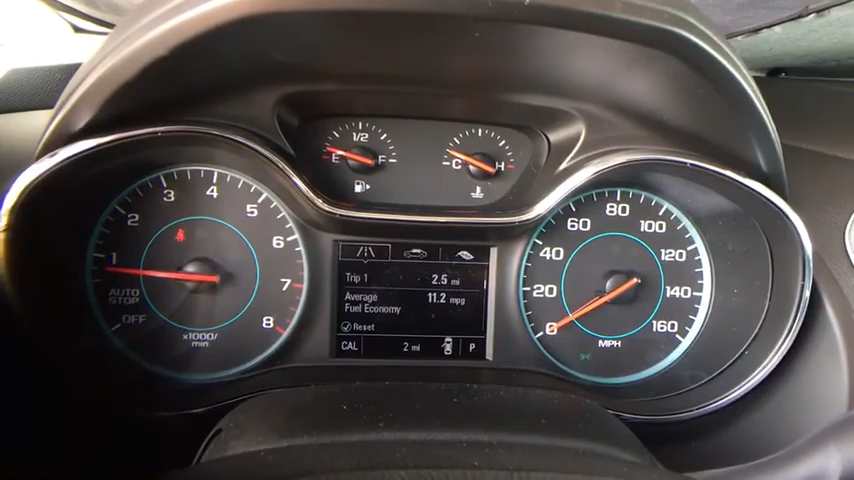 1/2
E F
C H
1 2 3 4 5 6 7 8
AUTO
STOP
OFF
x1000/
min
Trip 1
2.5 mi
Average
Fuel Economy
11.2 mpg
Reset
CAL 2 mi P
0 20 40 60 80 100 120 140 160
MPH